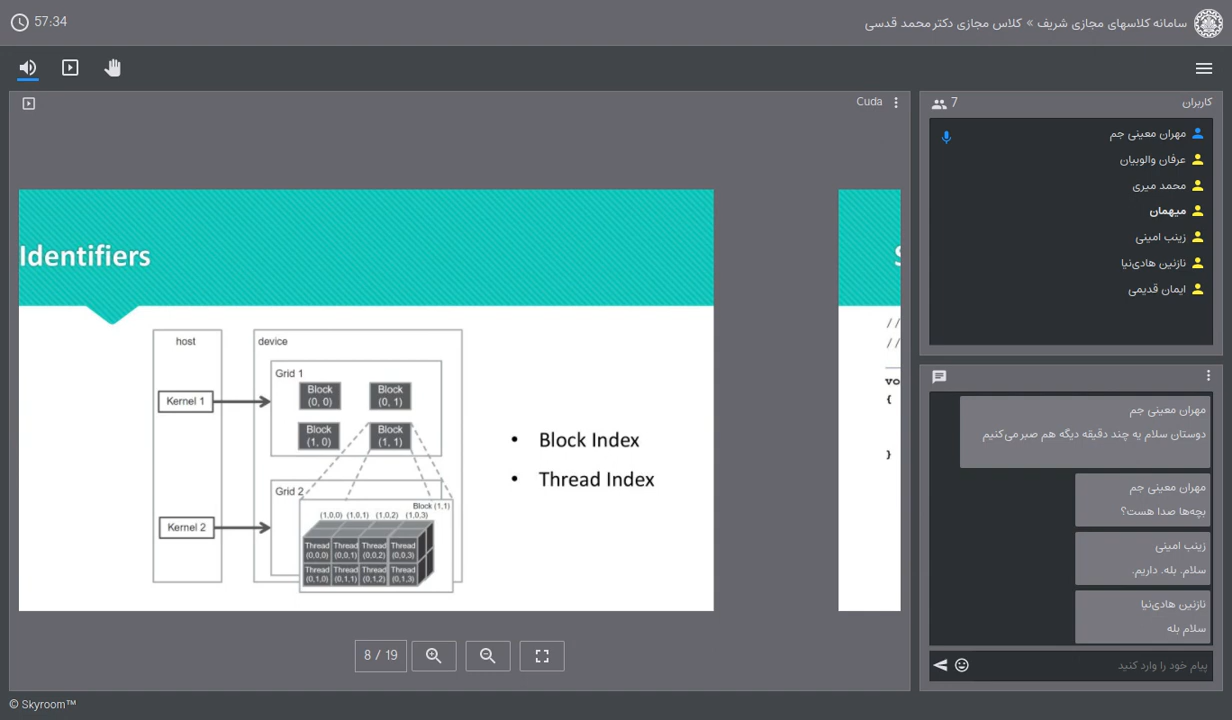 57:34
سامانه کلاسهای مجازی شریف » کلاس مجازی دکتر محمد قدسی
Cuda
Identifiers
host
device
Grid 1
Block
(0, 0)
Block
(0, 1)
Kernel 1
Block
(1, 0)
Block
(1, 1)
Grid 2
Block (1,1)
(1,0,0) (1,0,1) (1,0,2) (1,0,3)
Kernel 2
Thread
(0,0,0)
Thread
(0,0,1)
Thread
(0,0,2)
Thread
(0,0,3)
Thread
(0,1,0)
Thread
(0,1,1)
Thread
(0,1,2)
Thread
(0,1,3)
• Block Index
• Thread Index
//
//
vo
{
}
8 / 19
کاربران
7
مهران معینی جم
عرفان والوبیان
محمد میری
میهمان
زینب امینی
نازنین هادی‌نیا
ایمان قدیمی
مهران معینی جم
دوستان سلام یه چند دقیقه دیگه هم صبر می‌کنیم
مهران معینی جم
بچه‌ها صدا هست؟
زینب امینی
سلام. بله. داریم.
نازنین هادی‌نیا
سلام بله
پیام خود را وارد کنید
© Skyroom™